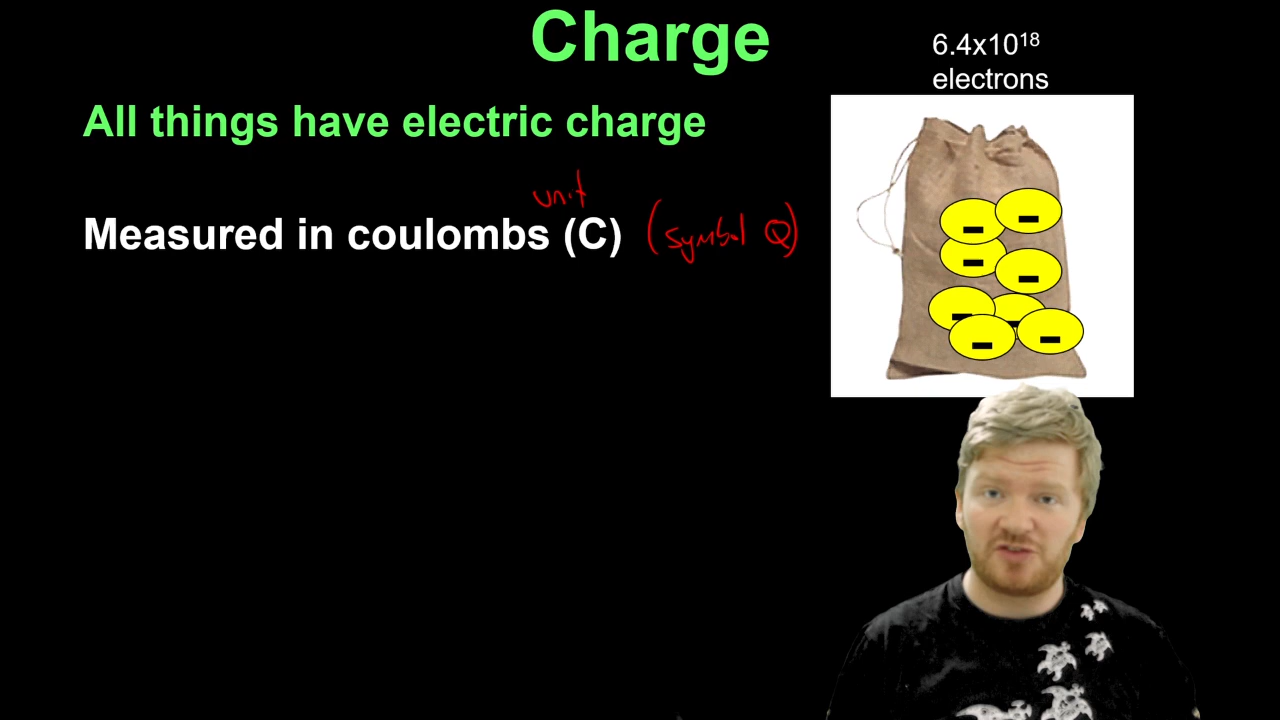 Charge
6.4x10¹⁸
electrons
All things have electric charge
unit
Measured in coulombs (C) (symbol Q)